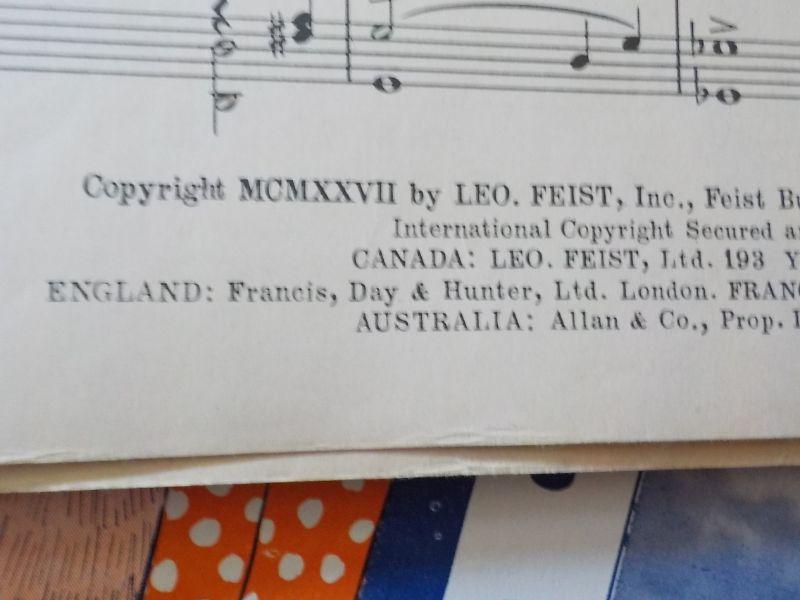 Copyright MCMXXVII by LEO. FEIST, Inc., Feist
International Copyright Secured
CANADA: LEO. FEIST, Ltd. 193
ENGLAND: Francis, Day & Hunter, Ltd. London.
AUSTRALIA: Allan & Co., Prop.